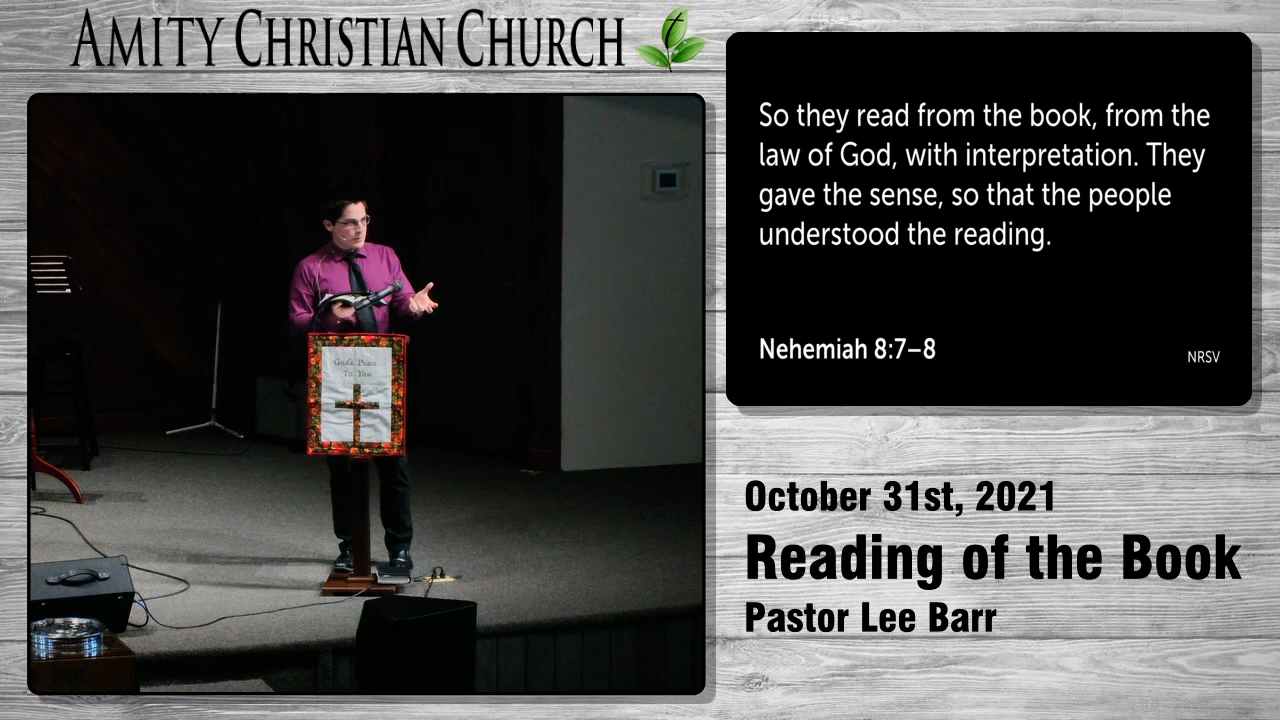 AMITY CHRISTIAN CHURCH
So they read from the book, from the
law of God, with interpretation. They
gave the sense, so that the people
understood the reading.
Nehemiah 8:7–8
NRSV
God's Peace
To You
October 31st, 2021
Reading of the Book
Pastor Lee Barr